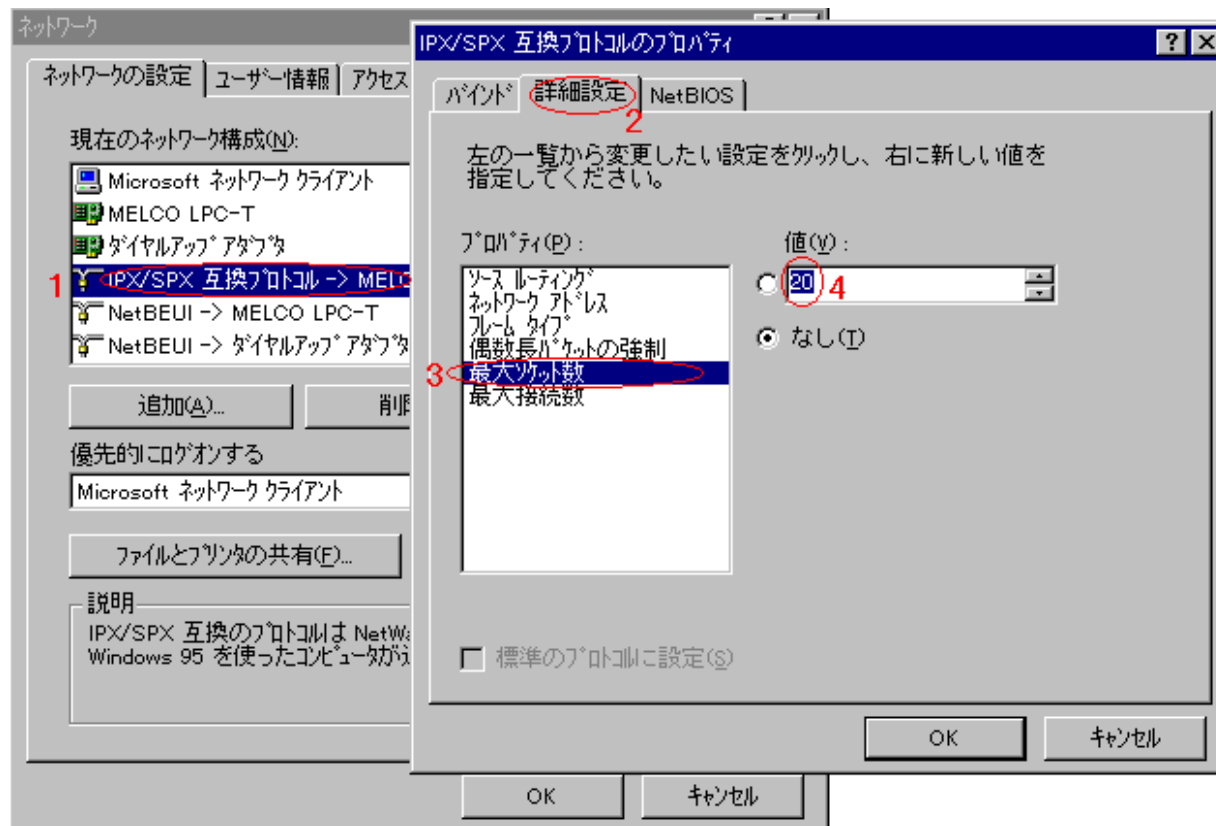 ネットワーク
ネットワークの設定
ユーザー情報
アクセス
現在のネットワーク構成(N):
Microsoft ネットワーク クライアント
MELCO LPC-T
ダイヤルアップ アダプタ
1
IPX/SPX 互換プロトコル -> MELC
NetBEUI -> MELCO LPC-T
NetBEUI -> ダイヤルアップ アダプタ
追加(A)...
優先的にログオンする
Microsoft ネットワーク クライアント
ファイルとプリンタの共有(F)...
説明
IPX/SPX 互換のプロトコルは NetWa
Windows 95 を使ったコンピュータが
OK
キャンセル
IPX/SPX 互換プロトコルのプロパティ
バインド
詳細設定
NetBIOS
2
左の一覧から変更したい設定をクリックし、右に新しい値を
指定してください。
プロパティ(P) :
ソース ルーティング
ネットワーク アドレス
フレーム タイプ
偶数長パケットの強制
3
最大ソケット数
最大接続数
値(V) :
20
4
なし(T)
標準のプロトコルに設定(S)
OK
キャンセル